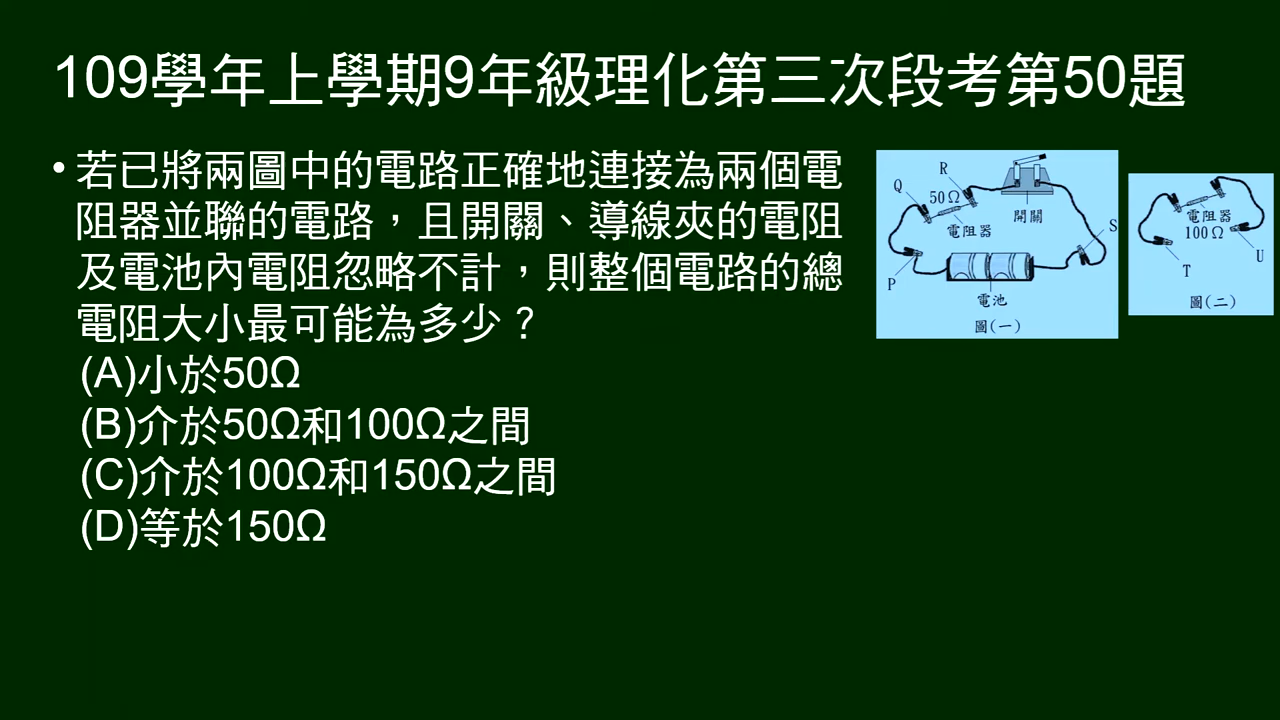 109學年上學期9年級理化第三次段考第50題
•若已將兩圖中的電路正確地連接為兩個電
阻器並聯的電路，且開關、導線夾的電阻
及電池內電阻忽略不計，則整個電路的總
電阻大小最可能為多少？
(A)小於50Ω
(B)介於50Ω和100Ω之間
(C)介於100Ω和150Ω之間
(D)等於150Ω
R
Q
50Ω
開關
電阻器
S
P
電池
圖(一)
電阻器
100Ω
T
U
圖(二)